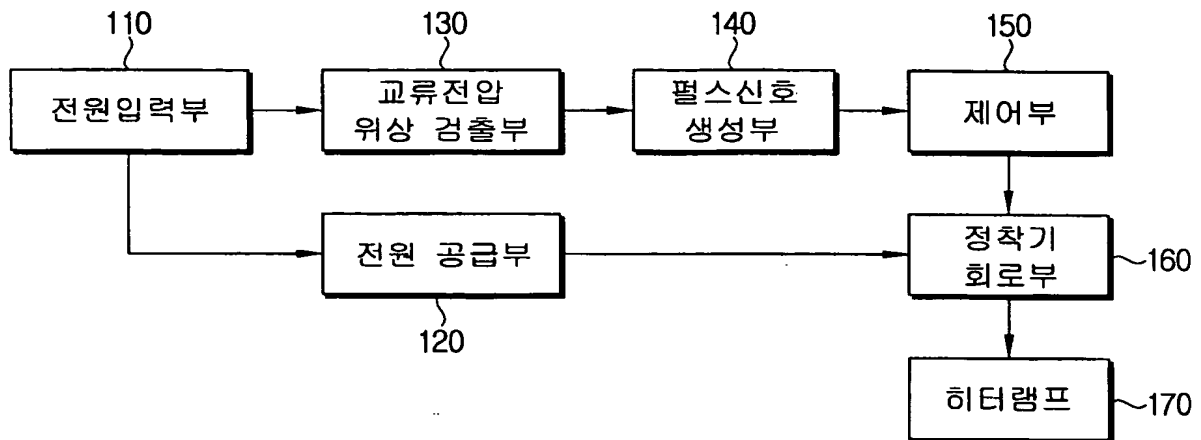 110
130
140
150
전원입력부
교류전압
위상 검출부
펄스신호
생성부
제어부
전원 공급부
120
정착기
회로부
160
히터램프
170